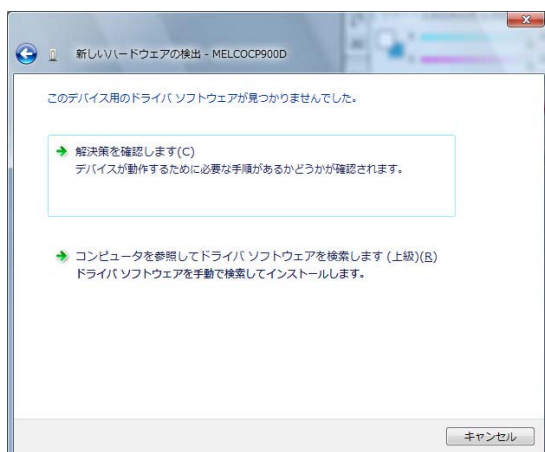 新しいハードウェアの検出 - MELCOCP900D
このデバイス用のドライバ ソフトウェアが見つかりませんでした。
解決策を確認します(C)
デバイスが動作するために必要な手順があるかどうかが確認されます。
コンピュータを参照してドライバ ソフトウェアを検索します (上級)(R)
ドライバ ソフトウェアを手動で検索してインストールします。
キャンセル